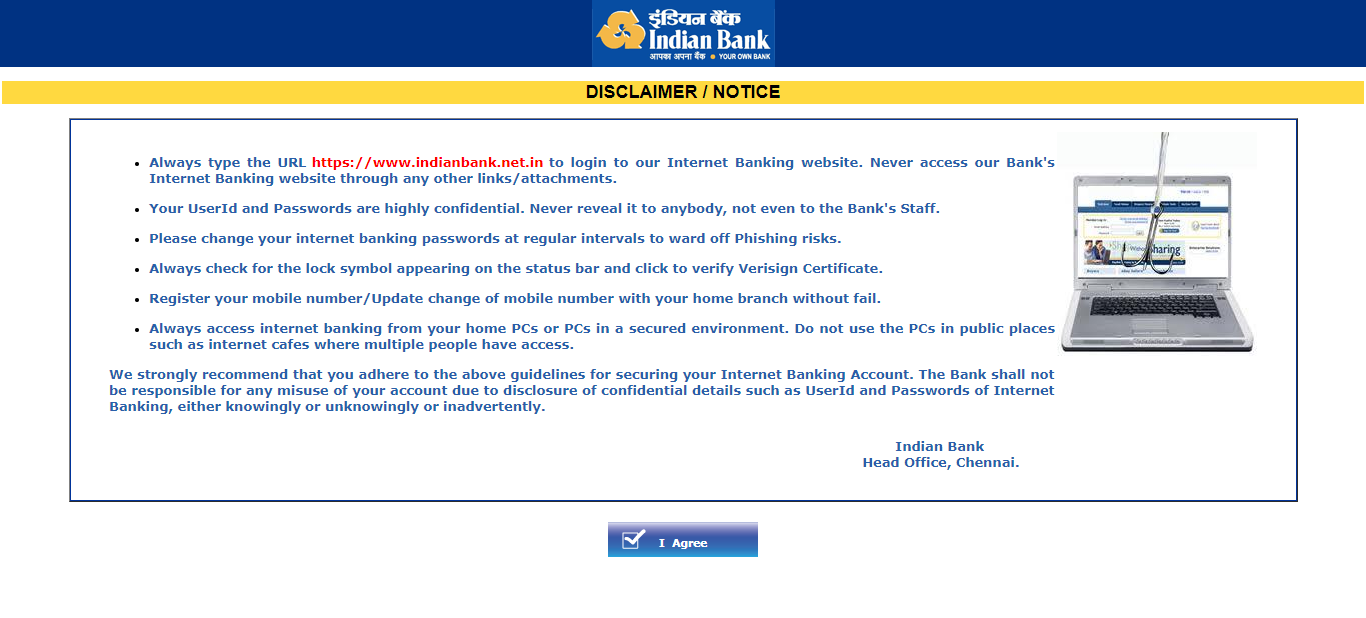 इंडियन बैंक
Indian Bank
आपका अपना बैंक ● YOUR OWN BANK
DISCLAIMER / NOTICE
• Always type the URL https://www.indianbank.net.in to login to our Internet Banking website. Never access our Bank's
Internet Banking website through any other links/attachments.
• Your UserId and Passwords are highly confidential. Never reveal it to anybody, not even to the Bank's Staff.
• Please change your internet banking passwords at regular intervals to ward off Phishing risks.
• Always check for the lock symbol appearing on the status bar and click to verify Verisign Certificate.
• Register your mobile number/Update change of mobile number with your home branch without fail.
• Always access internet banking from your home PCs or PCs in a secured environment. Do not use the PCs in public places
such as internet cafes where multiple people have access.
We strongly recommend that you adhere to the above guidelines for securing your Internet Banking Account. The Bank shall not
be responsible for any misuse of your account due to disclosure of confidential details such as UserId and Passwords of Internet
Banking, either knowingly or unknowingly or inadvertently.
Indian Bank
Head Office, Chennai.
I Agree